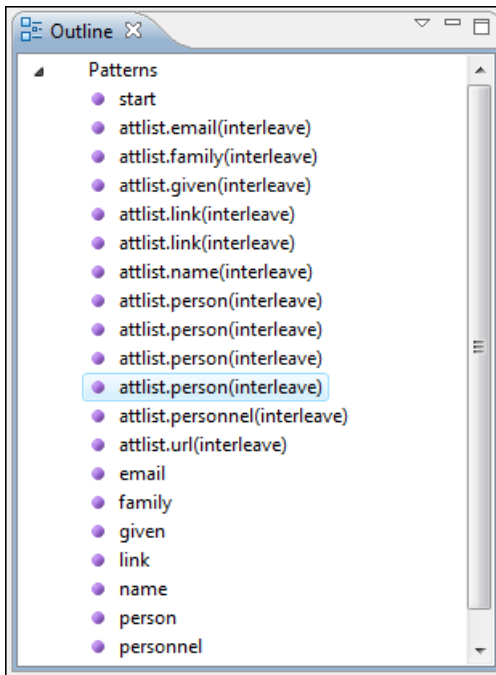 Outline
Patterns
start
attlist.email(interleave)
attlist.family(interleave)
attlist.given(interleave)
attlist.link(interleave)
attlist.link(interleave)
attlist.name(interleave)
attlist.person(interleave)
attlist.person(interleave)
attlist.person(interleave)
attlist.person(interleave)
attlist.personnel(interleave)
attlist.url(interleave)
email
family
given
link
name
person
personnel